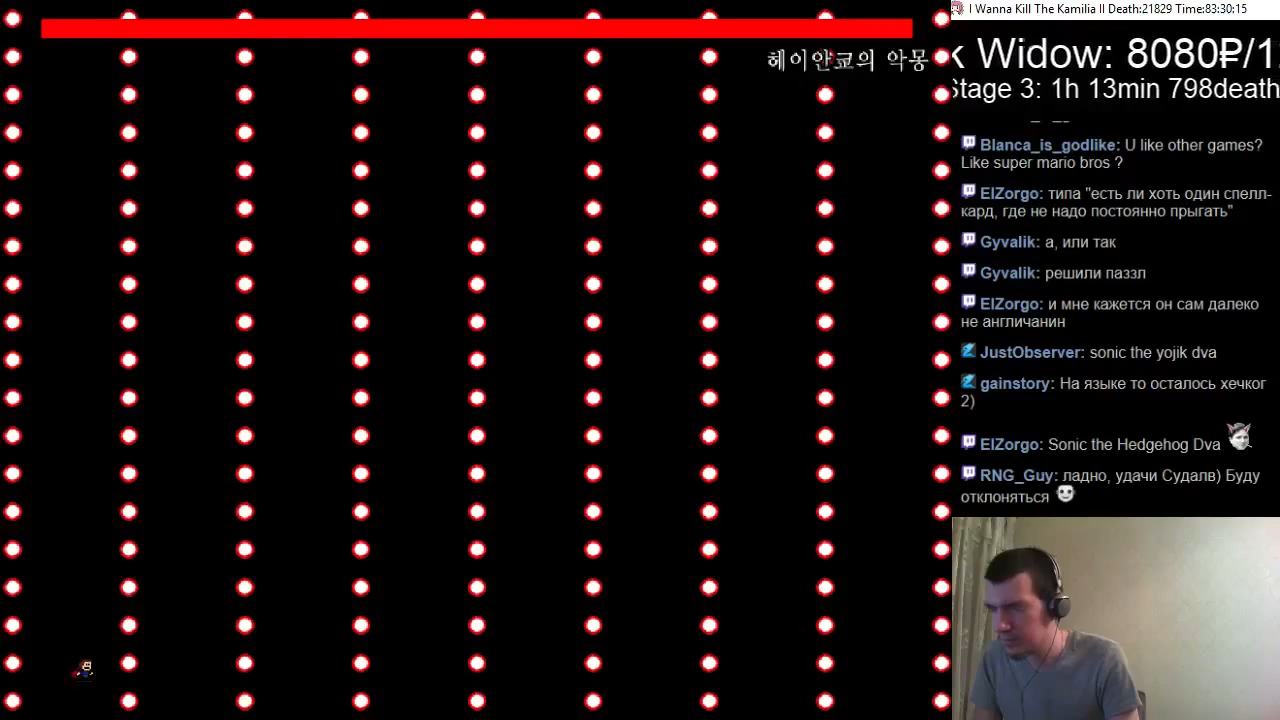 I Wanna Kill The Kamilia II Death:21829 Time:83:30:15
헤이안쿄의 악몽
k Widow: 8080₽/1
Stage 3: 1h 13min 798death
Blanca_is_godlike: U like other games?
Like super mario bros ?
ElZorgo: типа "есть ли хоть один спелл-
кард, где не надо постоянно прыгать"
Gyvalik: а, или так
Gyvalik: решили паззл
ElZorgo: и мне кажется он сам далеко
не англичанин
JustObserver: sonic the yojik dva
gainstory: На языке то осталось хечког
2)
ElZorgo: Sonic the Hedgehog Dva
RNG_Guy: ладно, удачи Судалв) Буду
отклоняться